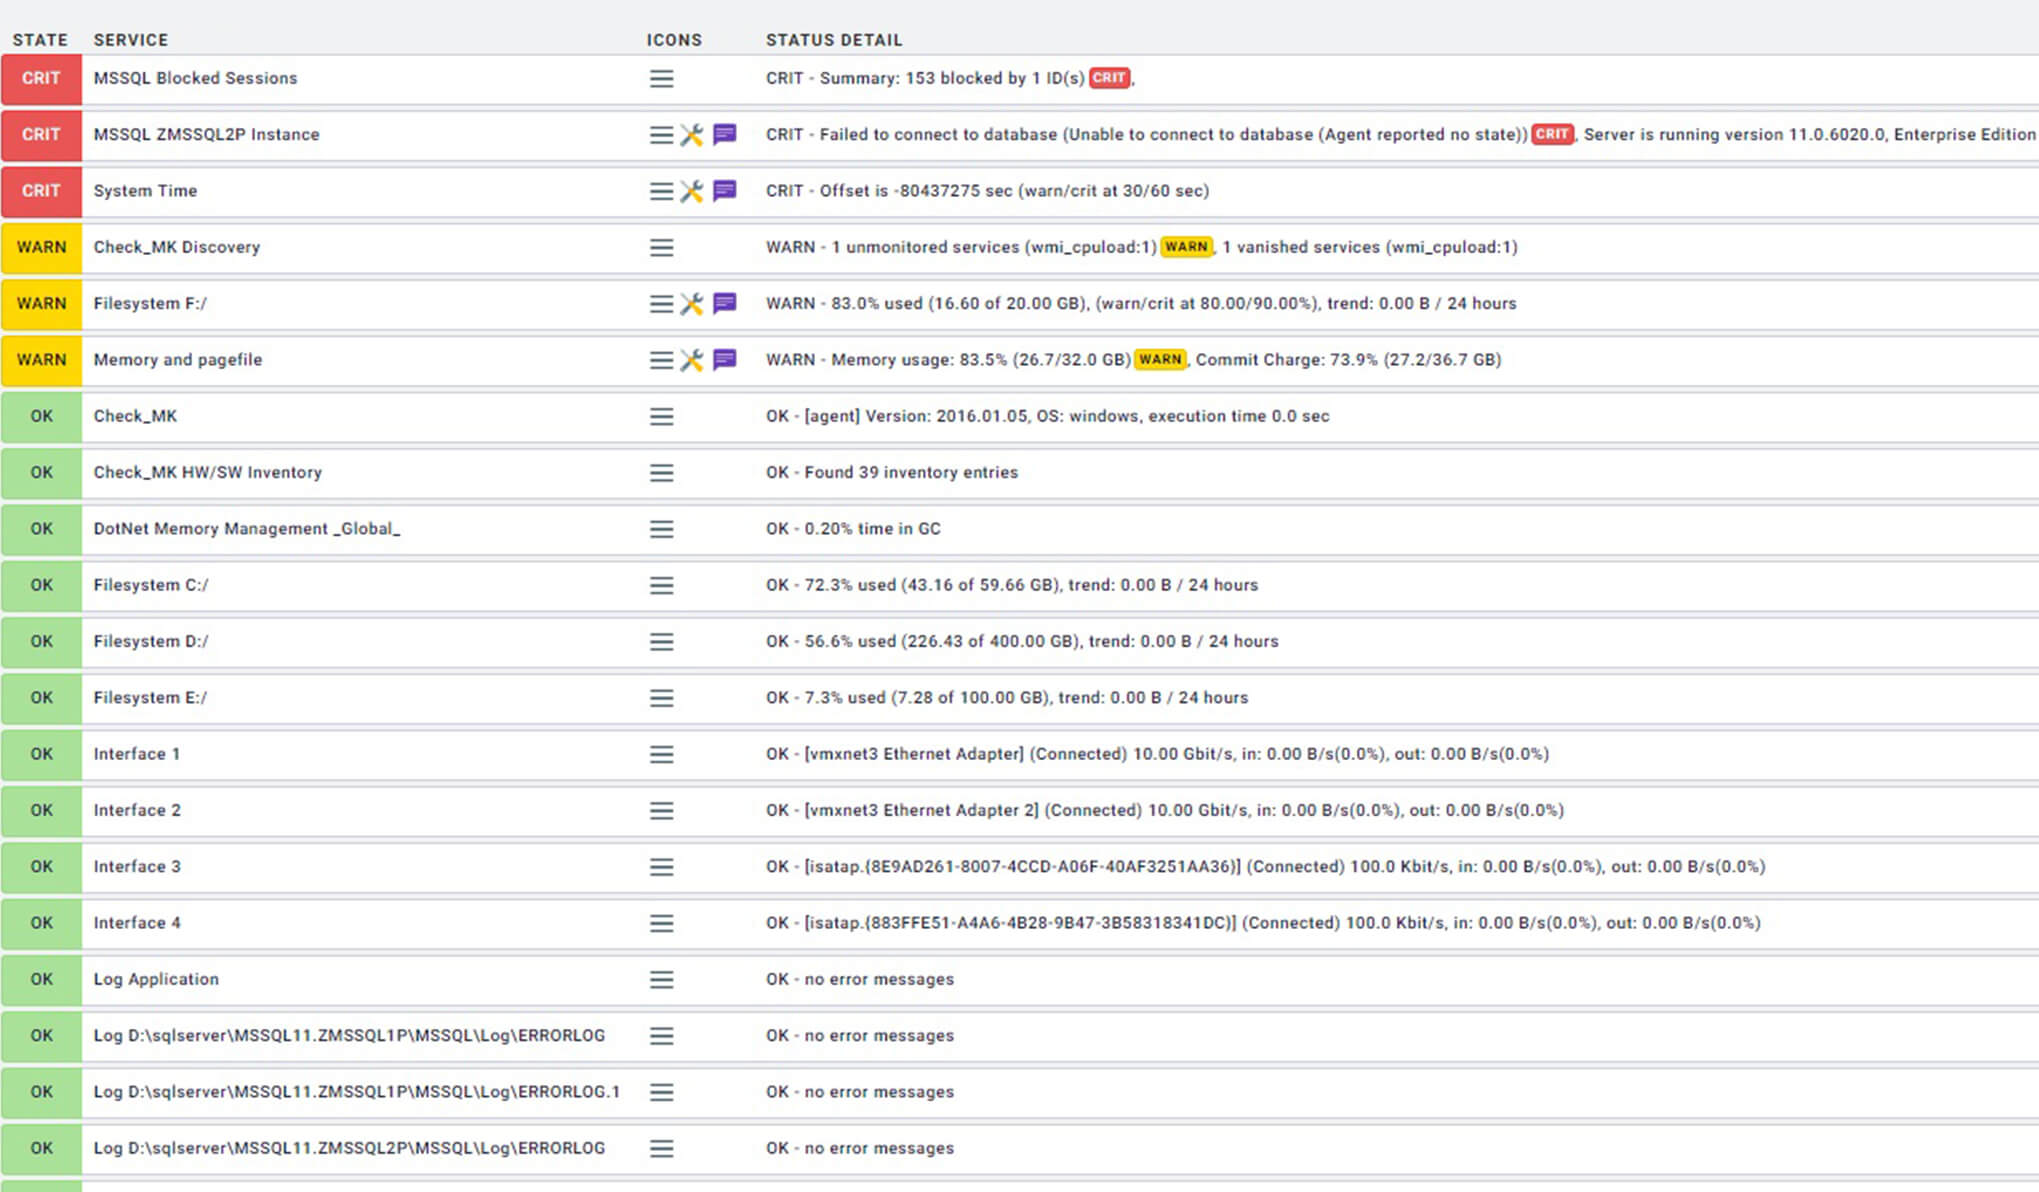 STATE SERVICE ICONS STATUS DETAIL
CRIT MSSQL Blocked Sessions CRIT - Summary: 153 blocked by 1 ID(s) CRIT,
CRIT MSSQL ZMSSQL2P Instance CRIT - Failed to connect to database (Unable to connect to database (Agent reported no state)) CRIT, Server is running version 11.0.6020.0, Enterprise Edition
CRIT System Time CRIT - Offset is -80437275 sec (warn/crit at 30/60 sec)
WARN Check_MK Discovery WARN - 1 unmonitored services (wmi_cpuload:1) WARN, 1 vanished services (wmi_cpuload:1)
WARN Filesystem F:/ WARN - 83.0% used (16.60 of 20.00 GB), (warn/crit at 80.00/90.00%), trend: 0.00 B / 24 hours
WARN Memory and pagefile WARN - Memory usage: 83.5% (26.7/32.0 GB) WARN, Commit Charge: 73.9% (27.2/36.7 GB)
OK Check_MK OK - [agent] Version: 2016.01.05, OS: windows, execution time 0.0 sec
OK Check_MK HW/SW Inventory OK - Found 39 inventory entries
OK DotNet Memory Management _Global_ OK - 0.20% time in GC
OK Filesystem C:/ OK - 72.3% used (43.16 of 59.66 GB), trend: 0.00 B / 24 hours
OK Filesystem D:/ OK - 56.6% used (226.43 of 400.00 GB), trend: 0.00 B / 24 hours
OK Filesystem E:/ OK - 7.3% used (7.28 of 100.00 GB), trend: 0.00 B / 24 hours
OK Interface 1 OK - [vmxnet3 Ethernet Adapter] (Connected) 10.00 Gbit/s, in: 0.00 B/s(0.0%), out: 0.00 B/s(0.0%)
OK Interface 2 OK - [vmxnet3 Ethernet Adapter 2] (Connected) 10.00 Gbit/s, in: 0.00 B/s(0.0%), out: 0.00 B/s(0.0%)
OK Interface 3 OK - [isatap.{8E9AD261-8007-4CCD-A06F-40AF3251AA36}] (Connected) 100.0 Kbit/s, in: 0.00 B/s(0.0%), out: 0.00 B/s(0.0%)
OK Interface 4 OK - [isatap.{883FFE51-A4A6-4B28-9B47-3B58318341DC}] (Connected) 100.0 Kbit/s, in: 0.00 B/s(0.0%), out: 0.00 B/s(0.0%)
OK Log Application OK - no error messages
OK Log D:\sqlserver\MSSQL11.ZMSSQL1P\MSSQL\Log\ERRORLOG OK - no error messages
OK Log D:\sqlserver\MSSQL11.ZMSSQL1P\MSSQL\Log\ERRORLOG.1 OK - no error messages
OK Log D:\sqlserver\MSSQL11.ZMSSQL2P\MSSQL\Log\ERRORLOG OK - no error messages